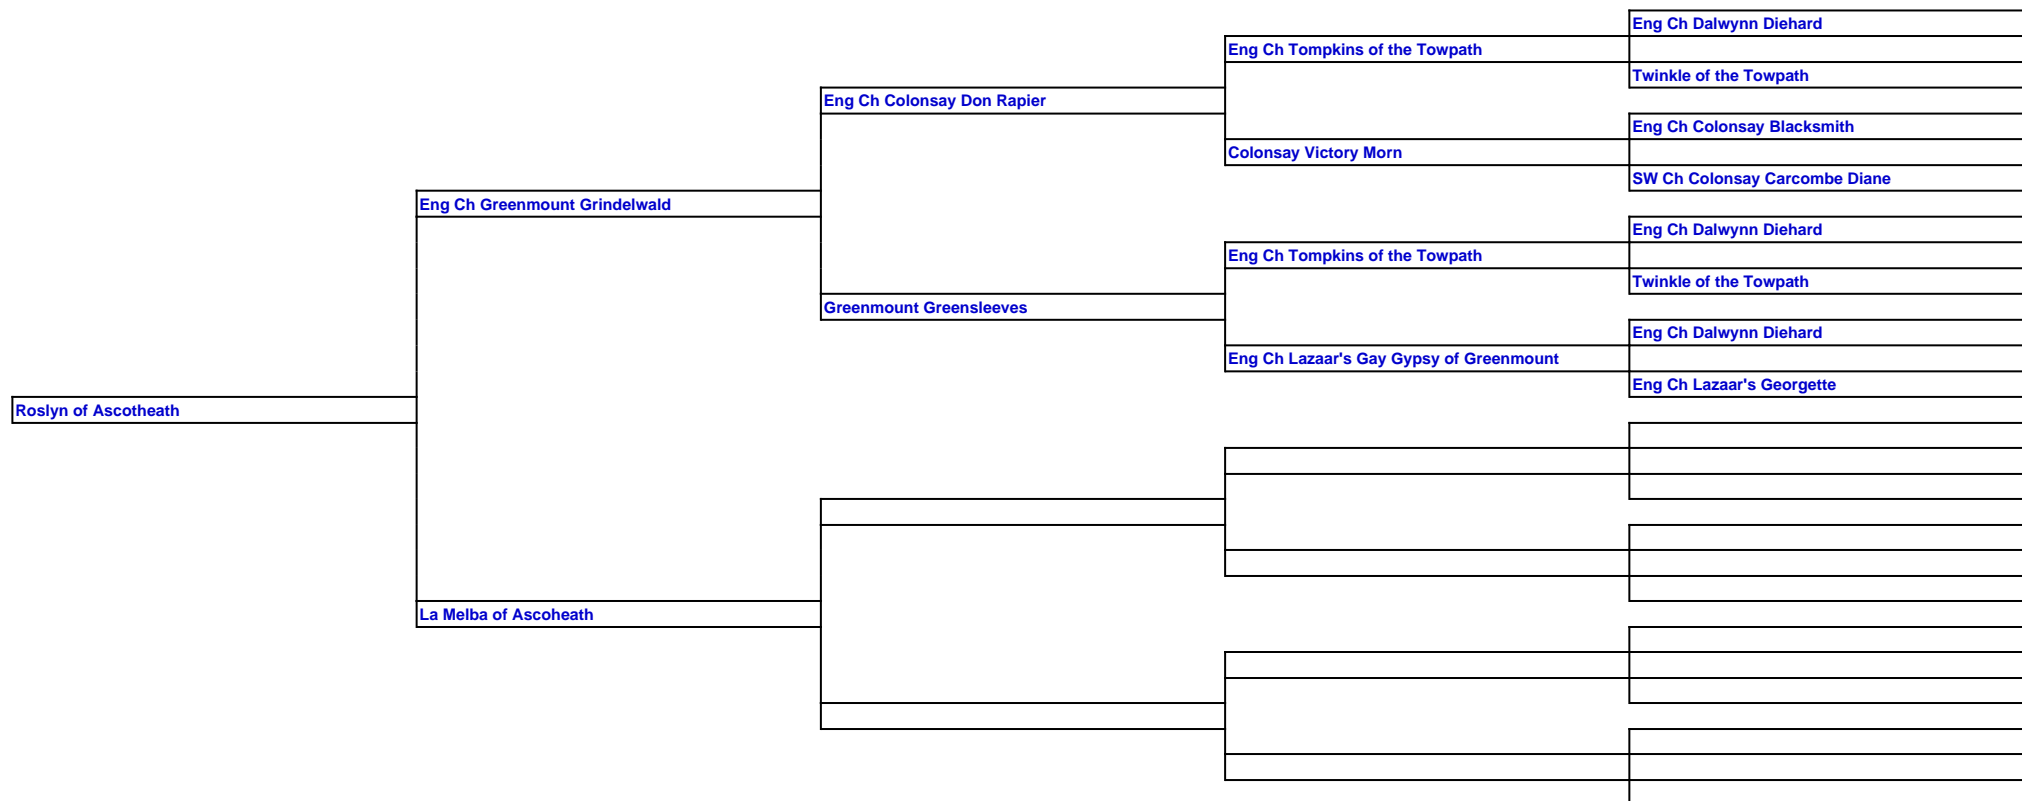 Eng Ch Dalwynn Diehard
Eng Ch Tompkins of the Towpath
Twinkle of the Towpath
Eng Ch Colonsay Don Rapier
Eng Ch Colonsay Blacksmith
Colonsay Victory Morn
SW Ch Colonsay Carcombe Diane
Eng Ch Greenmount Grindelwald
Eng Ch Dalwynn Diehard
Eng Ch Tompkins of the Towpath
Twinkle of the Towpath
Greenmount Greensleeves
Eng Ch Dalwynn Diehard
Eng Ch Lazaar's Gay Gypsy of Greenmount
Eng Ch Lazaar's Georgette
Roslyn of Ascotheath
La Melba of Ascoheath